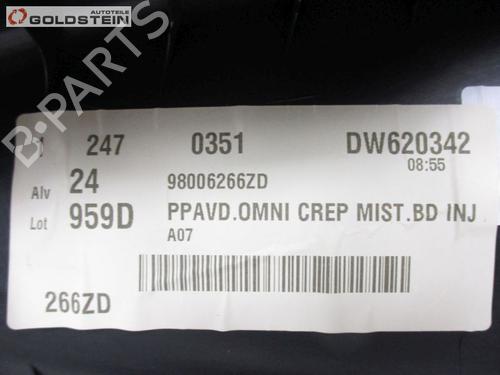 autoteile
GOLDSTEIN
B-PARTS
247 0351 DW620342
08:55
Alv 24 98006266ZD
Lot 959D PPAVD.OMNI CREP MIST.BD INJ
A07
266ZD